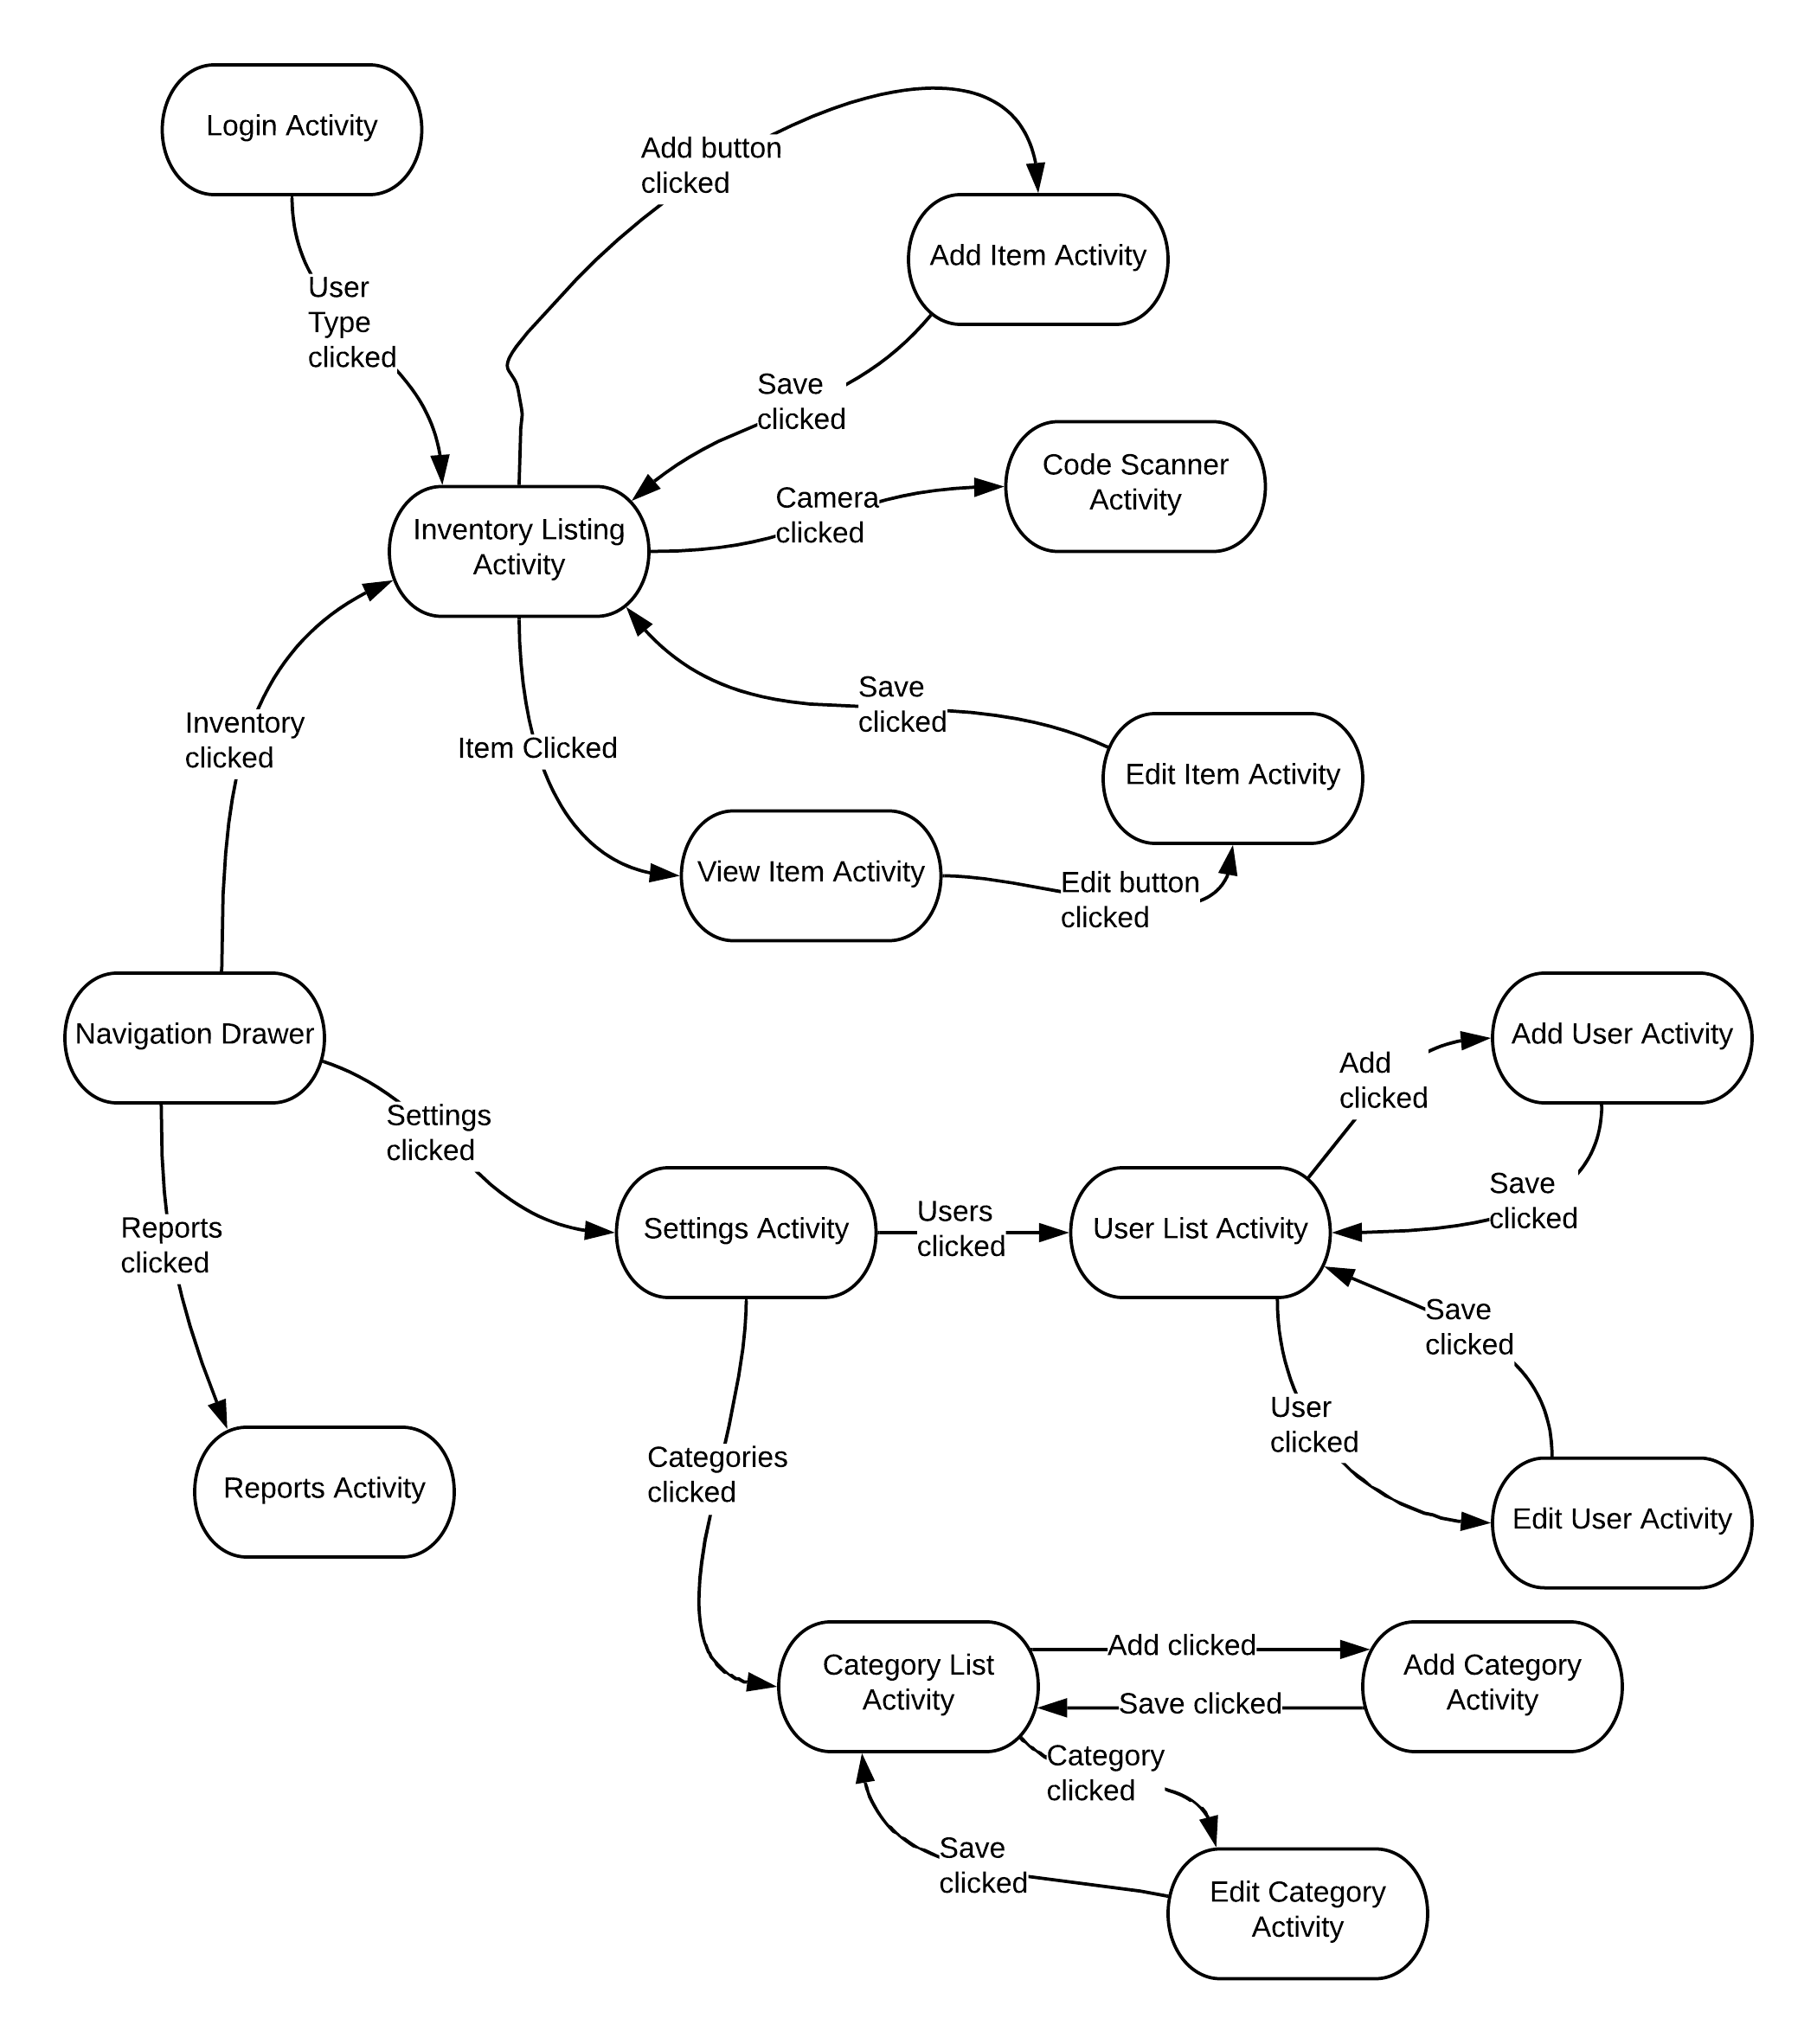 Login Activity
Add button
clicked
Add Item Activity
User
Type
clicked
Save
clicked
Code Scanner
Activity
Camera
clicked
Inventory Listing
Activity
Save
clicked
Inventory
clicked
Item Clicked
Edit Item Activity
View Item Activity
Edit button
clicked
Navigation Drawer
Add User Activity
Add
clicked
Settings
clicked
Save
clicked
Reports
clicked
Settings Activity
Users
clicked
User List Activity
Save
clicked
User
clicked
Categories
clicked
Reports Activity
Edit User Activity
Category List
Activity
Add clicked
Save clicked
Add Category
Activity
Category
clicked
Save
clicked
Edit Category
Activity